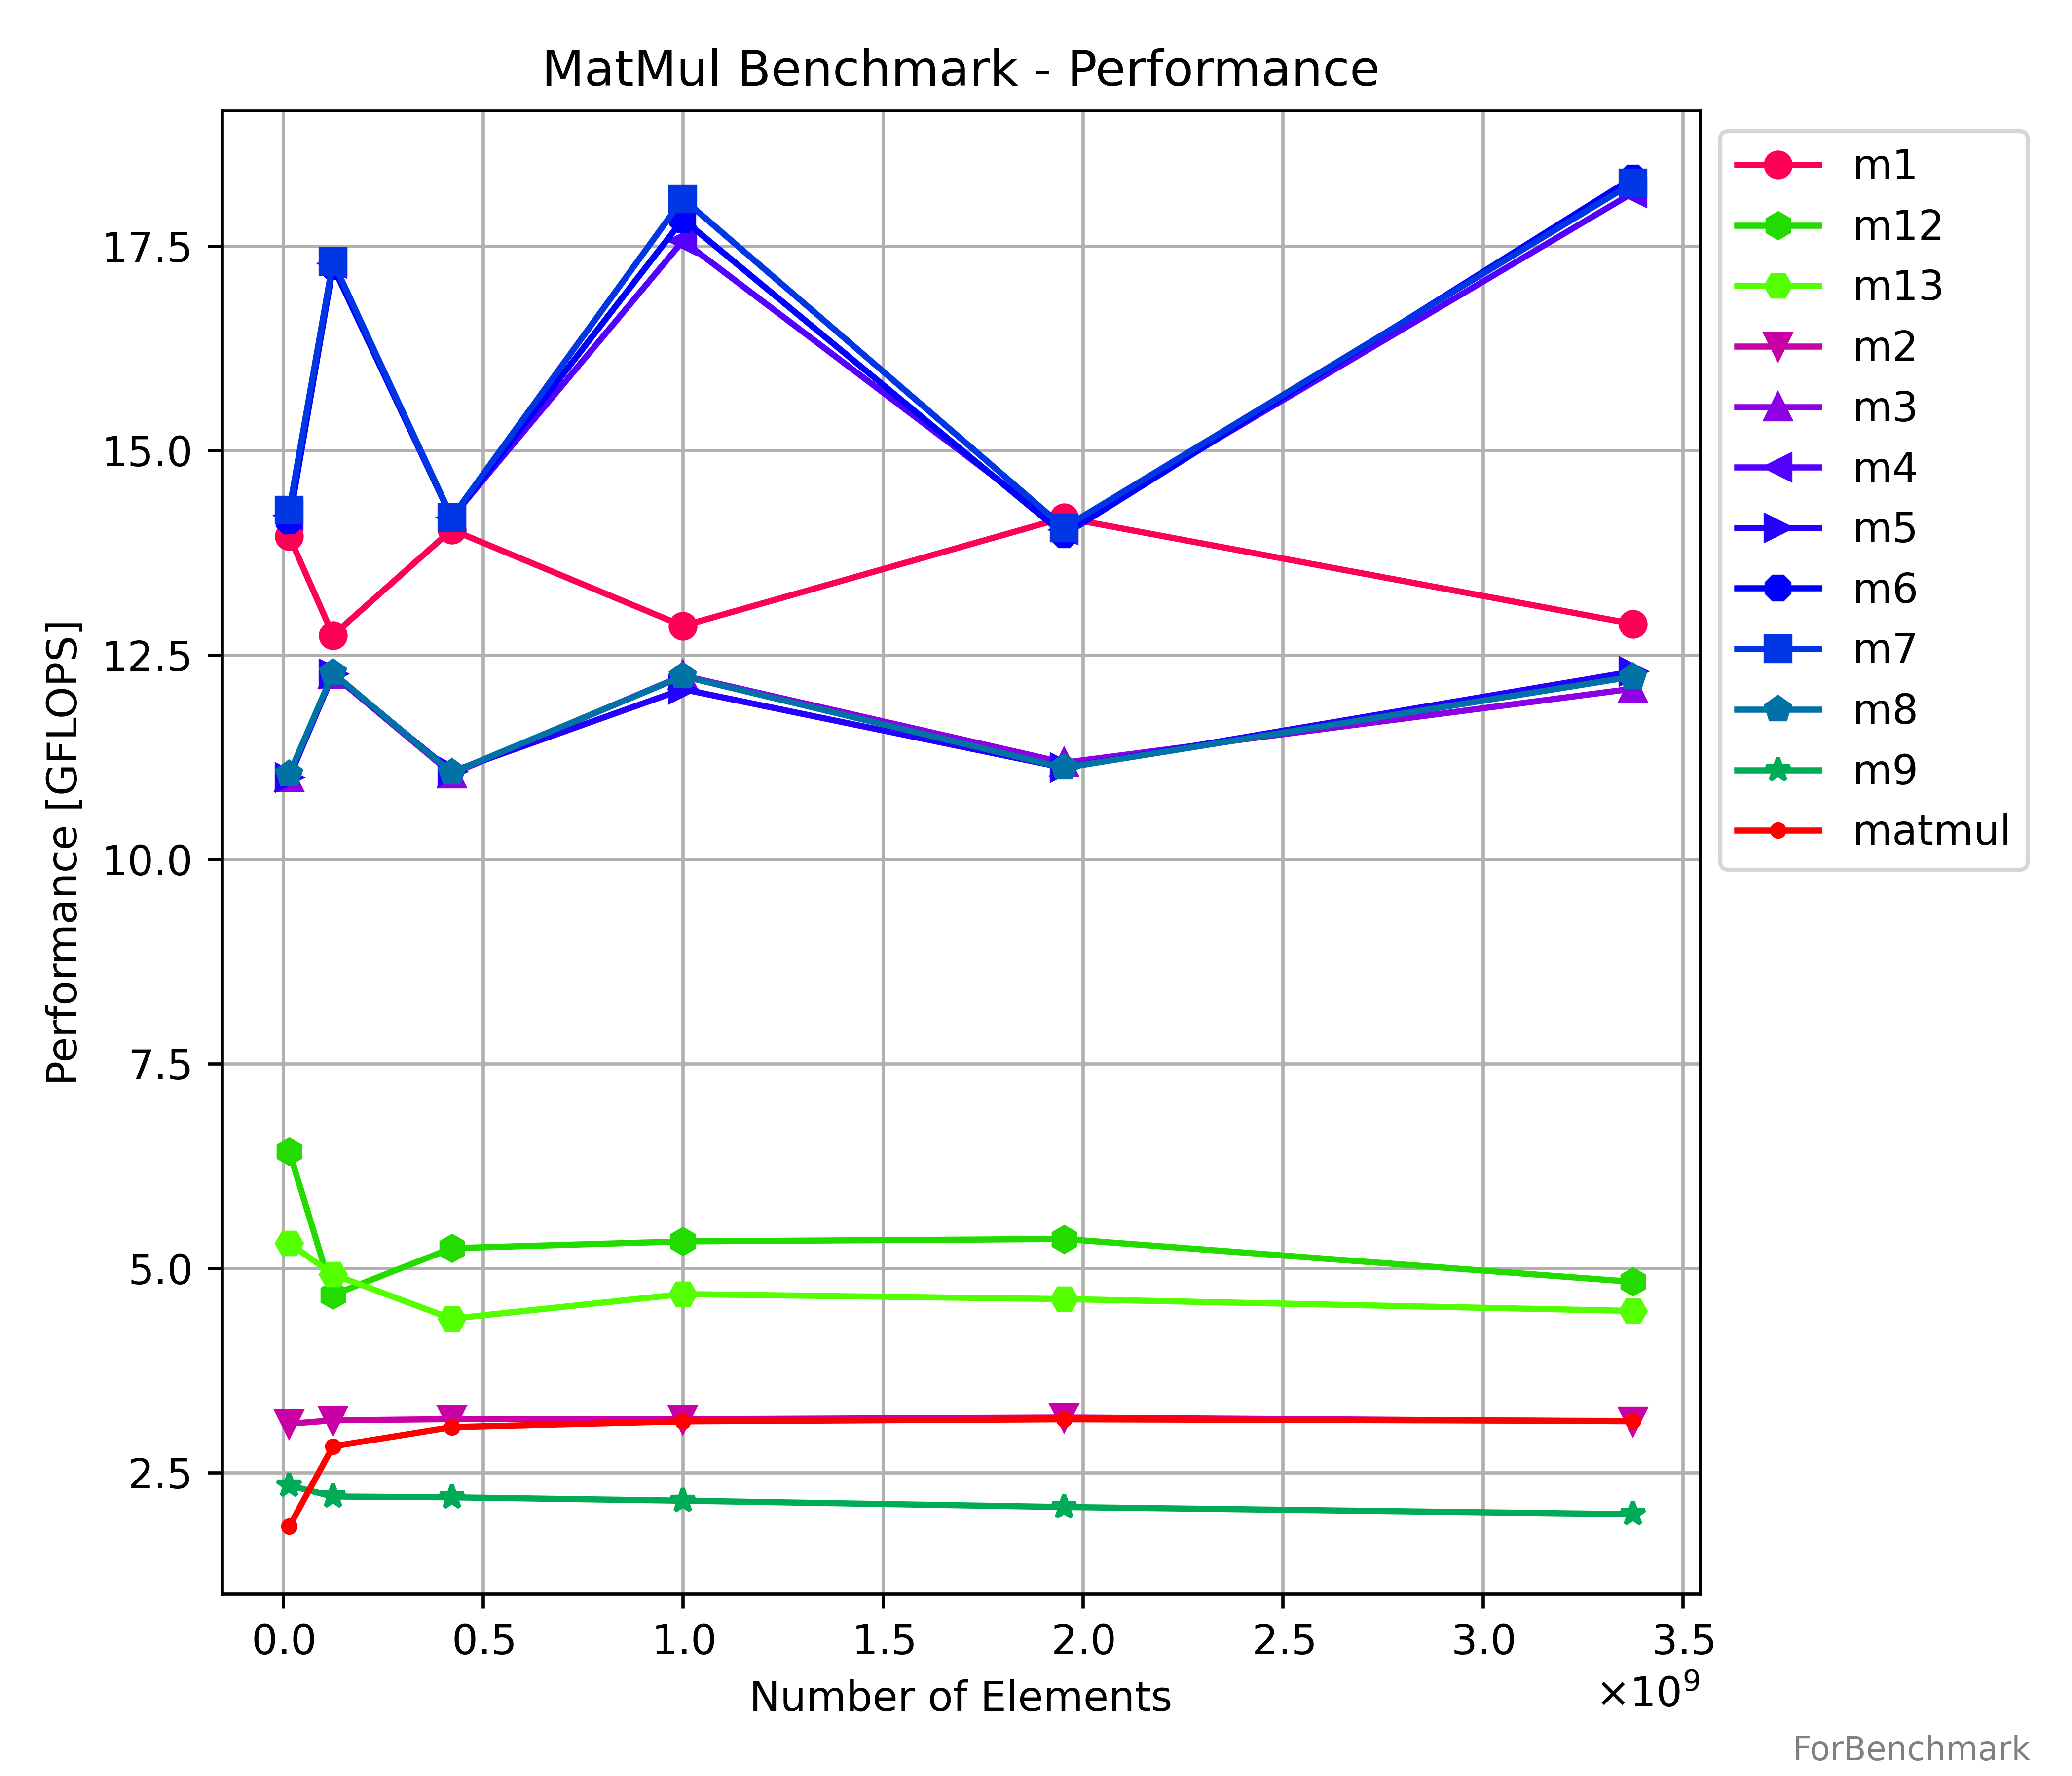 MatMul Benchmark - Performance
Performance [GFLOPS]
17.5
15.0
12.5
10.0
7.5
5.0
2.5
0.0 0.5 1.0 1.5 2.0 2.5 3.0 3.5
×10⁹
Number of Elements
m1
m12
m13
m2
m3
m4
m5
m6
m7
m8
m9
matmul
ForBenchmark